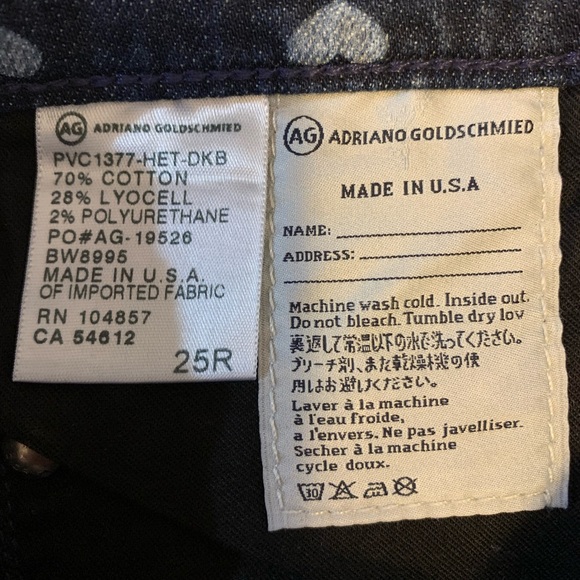 AG ADRIANO GOLDSCHMIED
PVC1377-HET-DKB
70% COTTON
28% LYOCELL
2% POLYURETHANE
PO#AG-19526
BW8995
MADE IN U.S.A.
OF IMPORTED FABRIC
RN 104857
CA 54612
25R
AG ADRIANO GOLDSCHMIED
MADE IN U.S.A
NAME:
ADDRESS:
Machine wash cold. Inside out.
Do not bleach. Tumble dry lov
裏返して常温以下の水で洗ってください。
ブリーチ剤、また乾燥機の使
用はお避けください。
Laver à la machine
à l'eau froide,
a l'envers. Ne pas javelliser.
Secher à la machine
cycle doux.
30